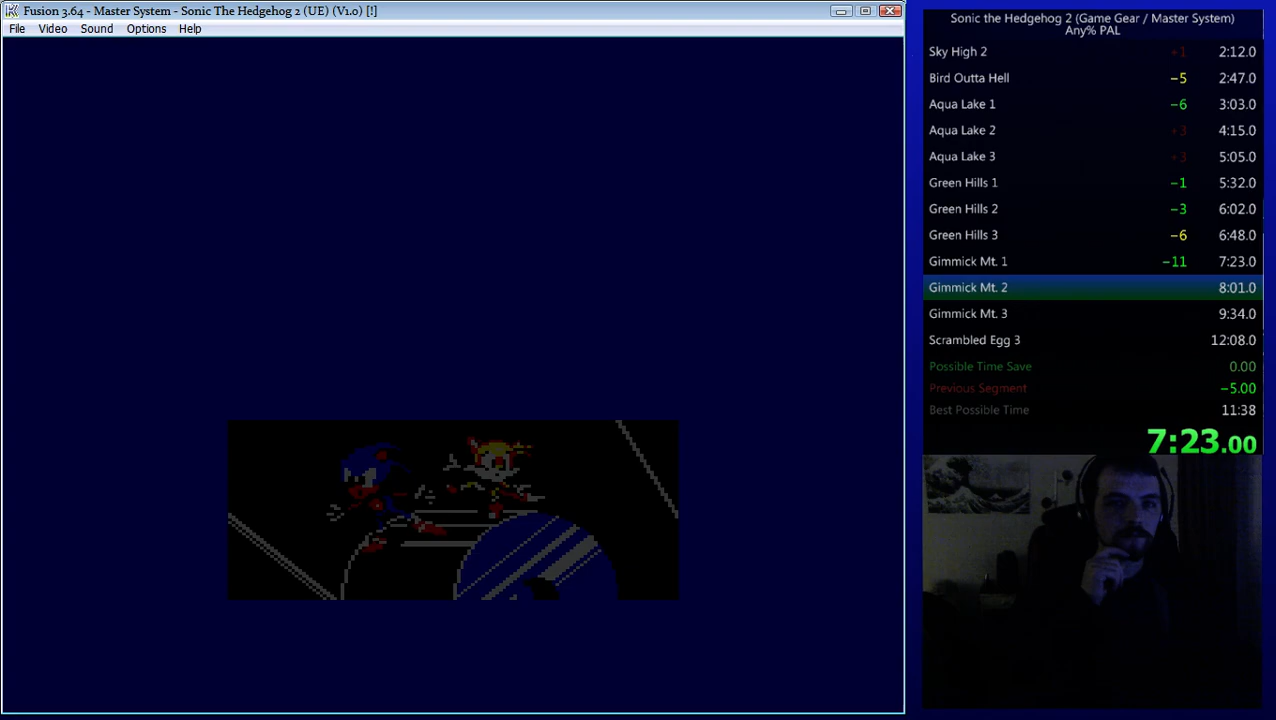 Fusion 3.64 - Master System - Sonic The Hedgehog 2 (UE) (V1.0) [!]
File Video Sound Options Help
Sonic the Hedgehog 2 (Game Gear / Master System)
Any% PAL
Sky High 2 +1 2:12.0
Bird Outta Hell −5 2:47.0
Aqua Lake 1 −6 3:03.0
Aqua Lake 2 +3 4:15.0
Aqua Lake 3 +3 5:05.0
Green Hills 1 −1 5:32.0
Green Hills 2 −3 6:02.0
Green Hills 3 −6 6:48.0
Gimmick Mt. 1 −11 7:23.0
Gimmick Mt. 2 8:01.0
Gimmick Mt. 3 9:34.0
Scrambled Egg 3 12:08.0
Possible Time Save 0.00
Previous Segment −5.00
Best Possible Time 11:38
7:23.00